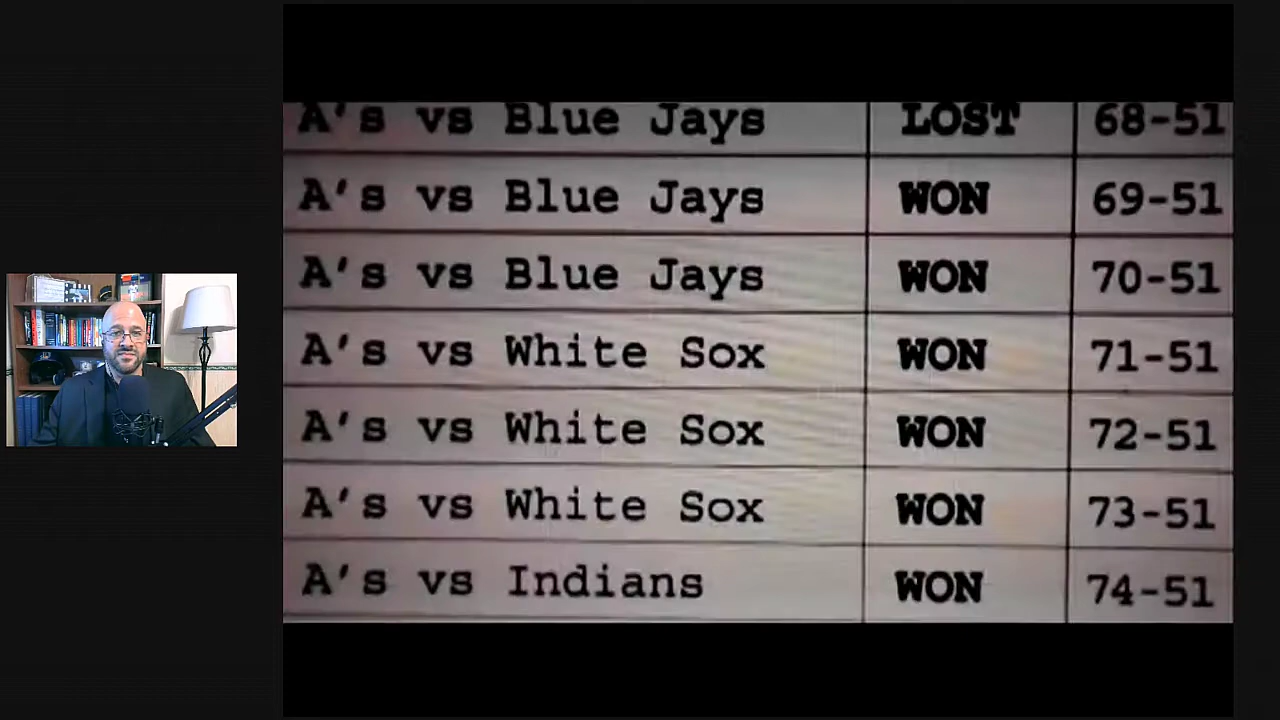 A's vs Blue Jays LOST 68-51
A's vs Blue Jays WON 69-51
A's vs Blue Jays WON 70-51
A's vs White Sox WON 71-51
A's vs White Sox WON 72-51
A's vs White Sox WON 73-51
A's vs Indians WON 74-51